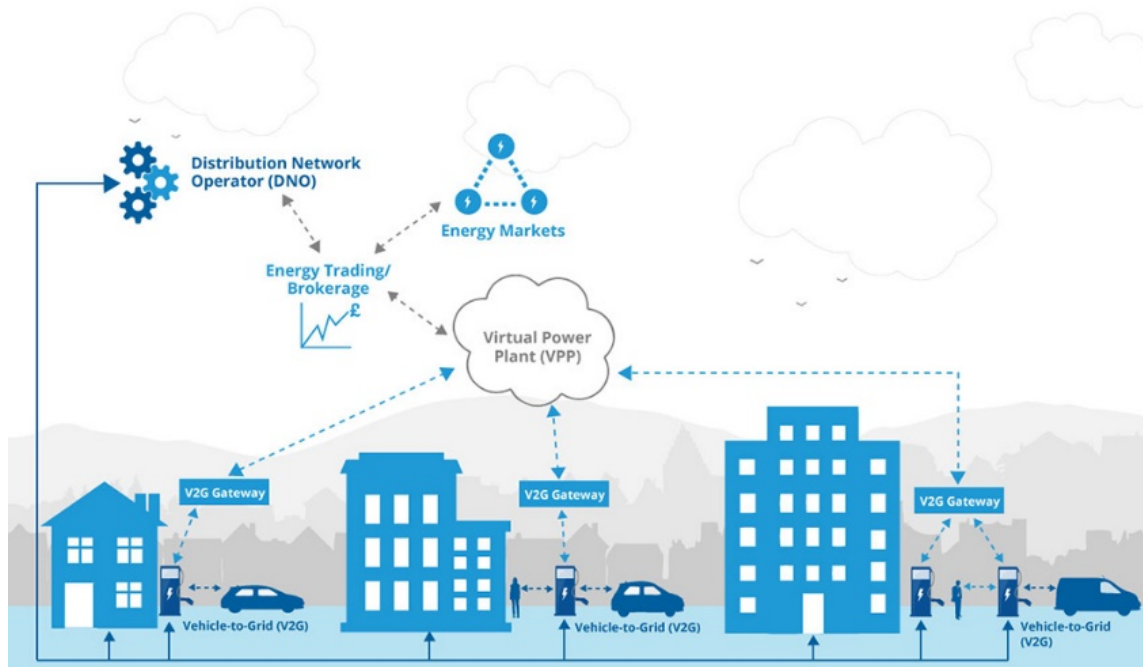 Distribution Network
Operator (DNO)
Energy Markets
Energy Trading/
Brokerage
£
Virtual Power
Plant (VPP)
V2G Gateway
V2G Gateway
V2G Gateway
Vehicle-to-Grid (V2G)
Vehicle-to-Grid (V2G)
Vehicle-to-Grid
(V2G)